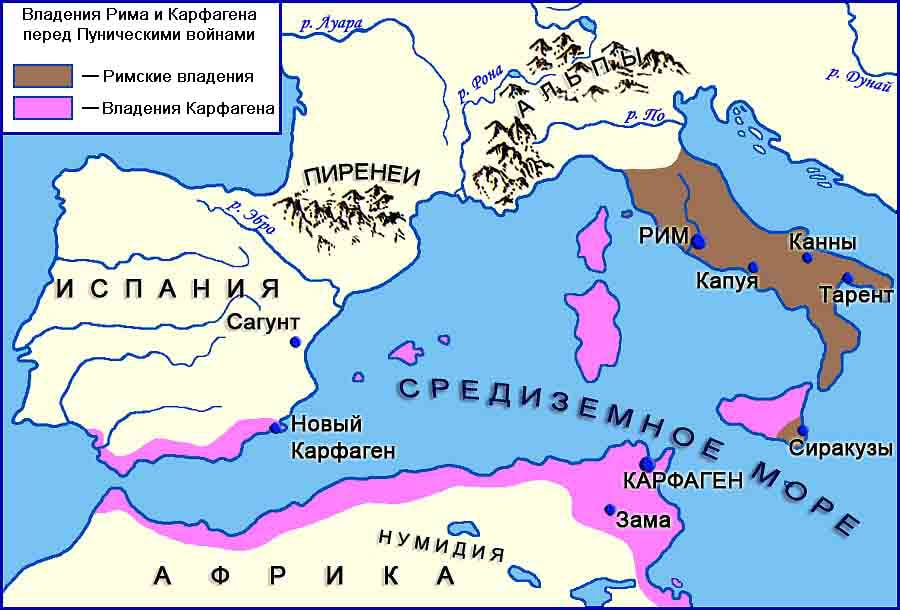 Владения Рима и Карфагена
перед Пуническими войнами
— Римские владения
— Владения Карфагена
р. Луара
р. Рона
АЛЬПЫ
р. Дунай
р. По
ПИРЕНЕИ
р. Эбро
РИМ
Канны
Капуя
Тарент
ИСПАНИЯ
Сагунт
СРЕДИЗЕМНОЕ МОРЕ
Новый
Карфаген
Сиракузы
КАРФАГЕН
Зама
НУМИДИЯ
АФРИКА